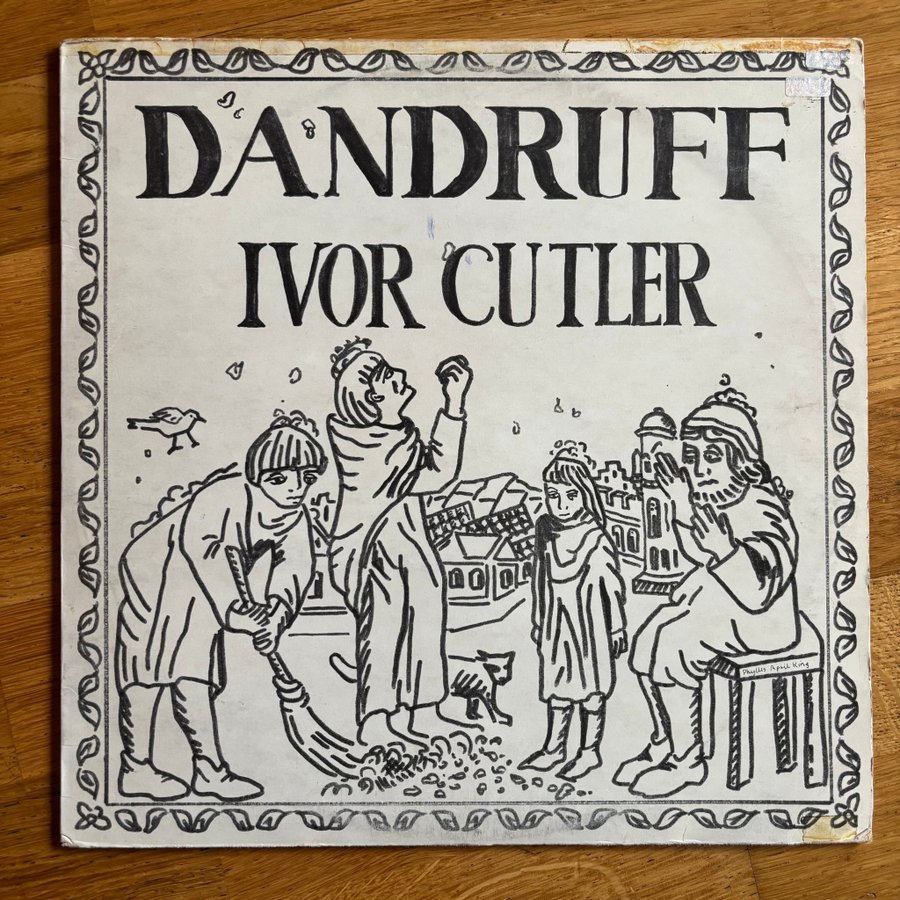 DANDRUFF
IVOR CUTLER
Phyllis April King